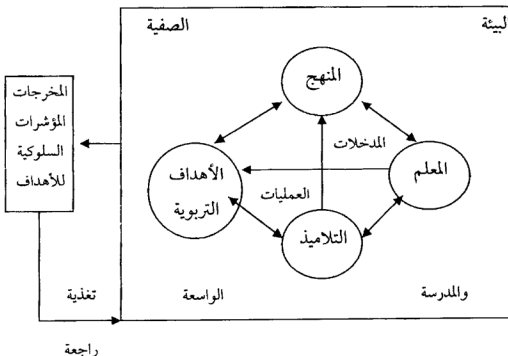 البيئة الصفية
المنهج
المخرجات
المؤشرات
السلوكية
للأهداف
المدخلات
المعلم
الأهداف
التربوية
العمليات
التلاميذ
والمدرسة الواسعة
تغذية
راجعة